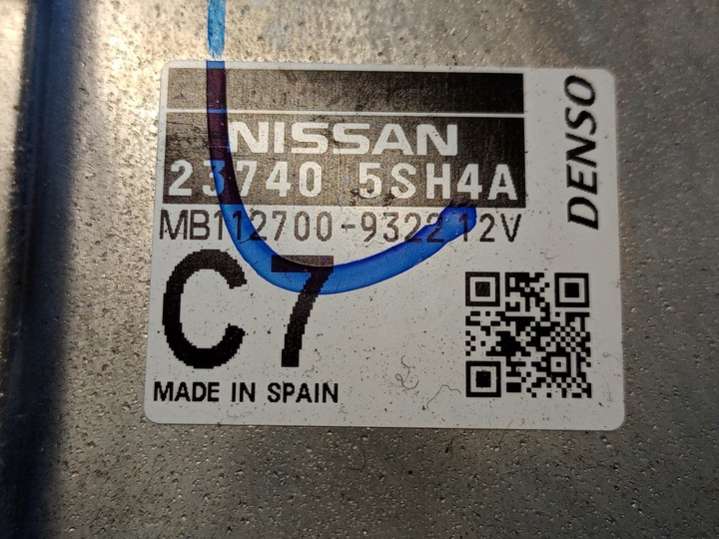 NISSAN
23740 5SH4A
MB112700-9322 12V
C7
MADE IN SPAIN
DENSO